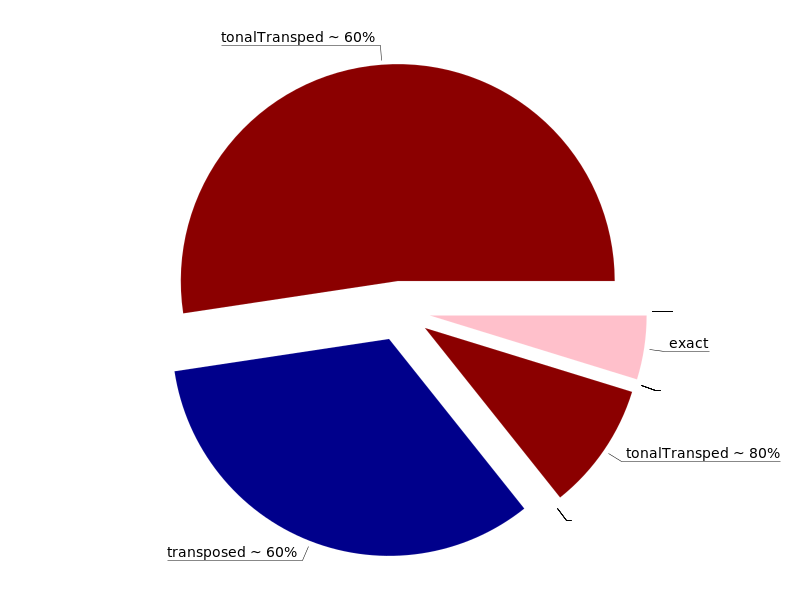 tonalTransped ~ 60%
exact
tonalTransped ~ 80%
transposed ~ 60%